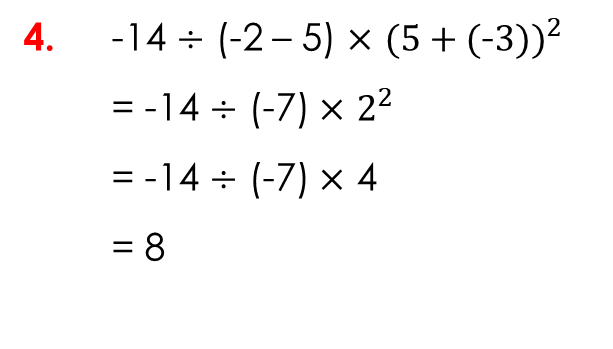 4. -14 ÷ (-2 – 5) × (5 + (-3))²
= -14 ÷ (-7) × 2²
= -14 ÷ (-7) × 4
= 8